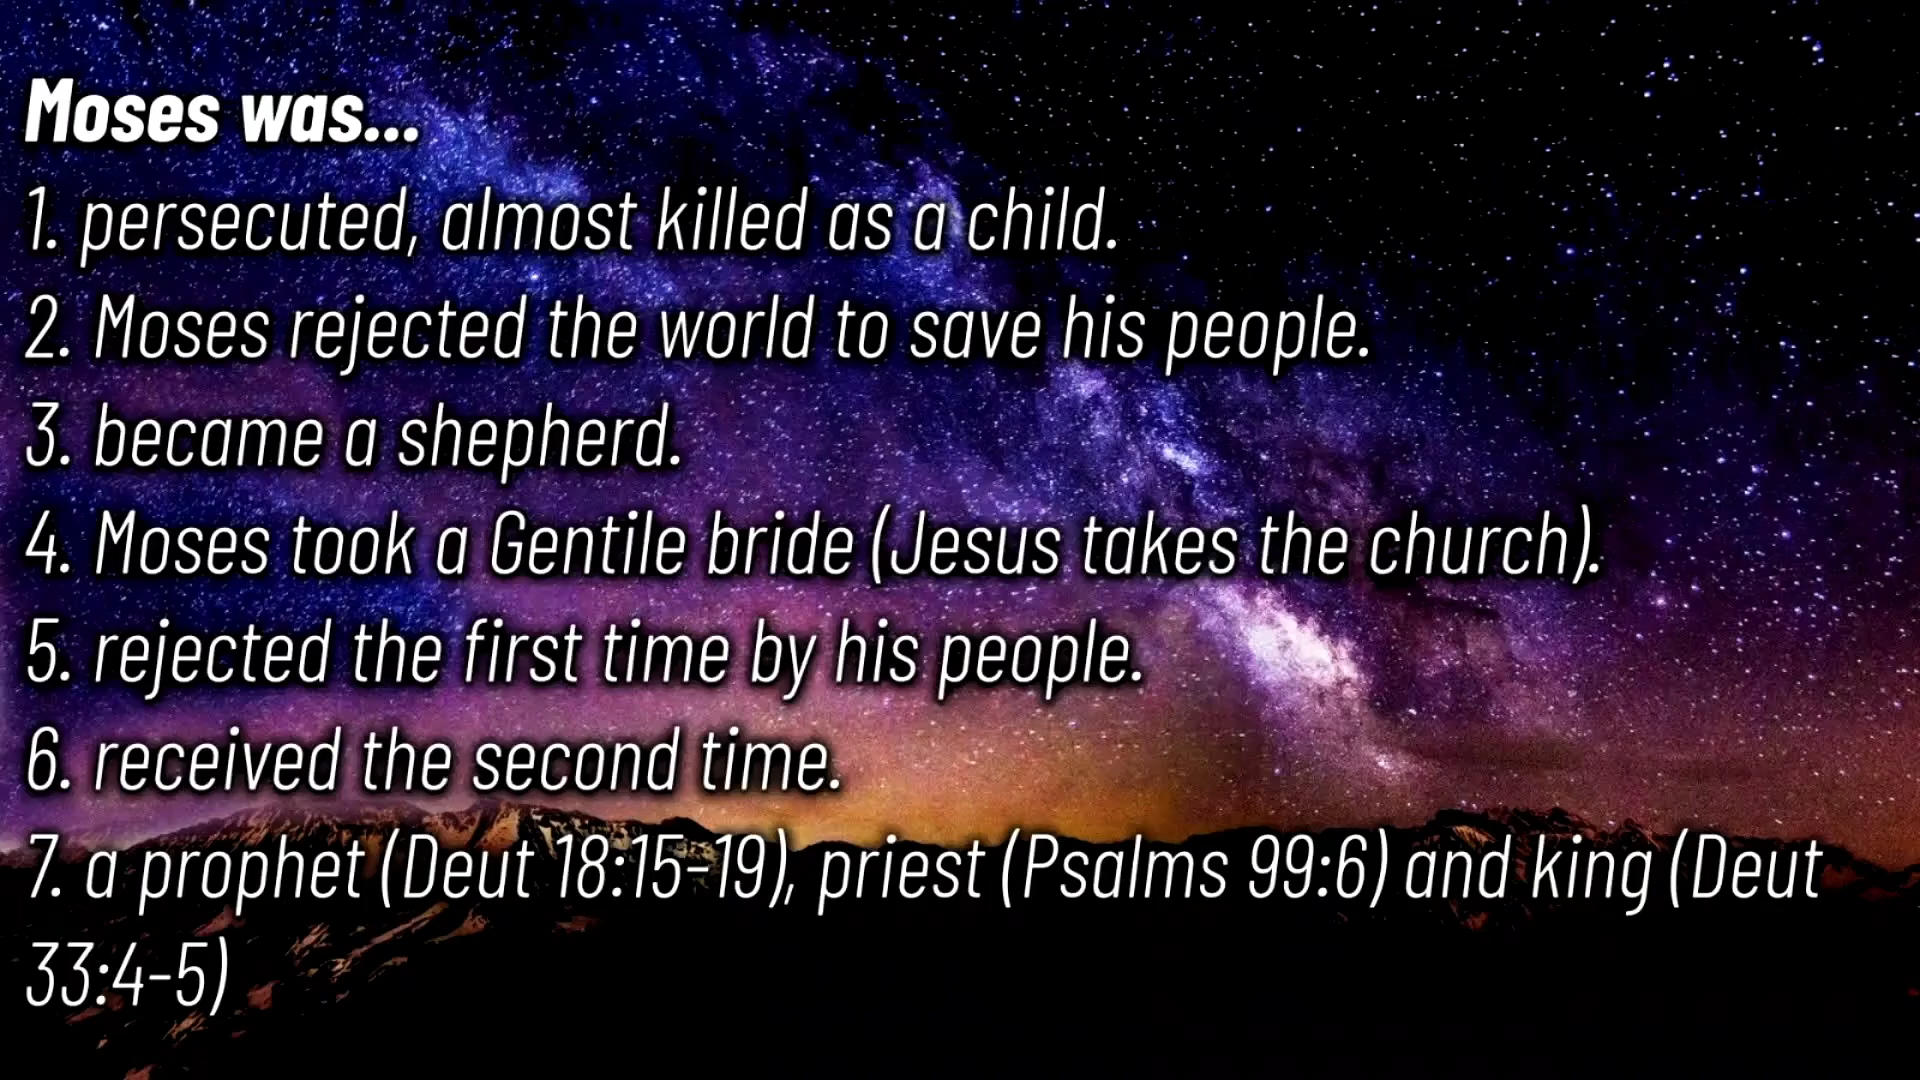 Moses was...
1. persecuted, almost killed as a child.
2. Moses rejected the world to save his people.
3. became a shepherd.
4. Moses took a Gentile bride (Jesus takes the church).
5. rejected the first time by his people.
6. received the second time.
7. a prophet (Deut 18:15-19), priest (Psalms 99:6) and king (Deut
33:4-5)